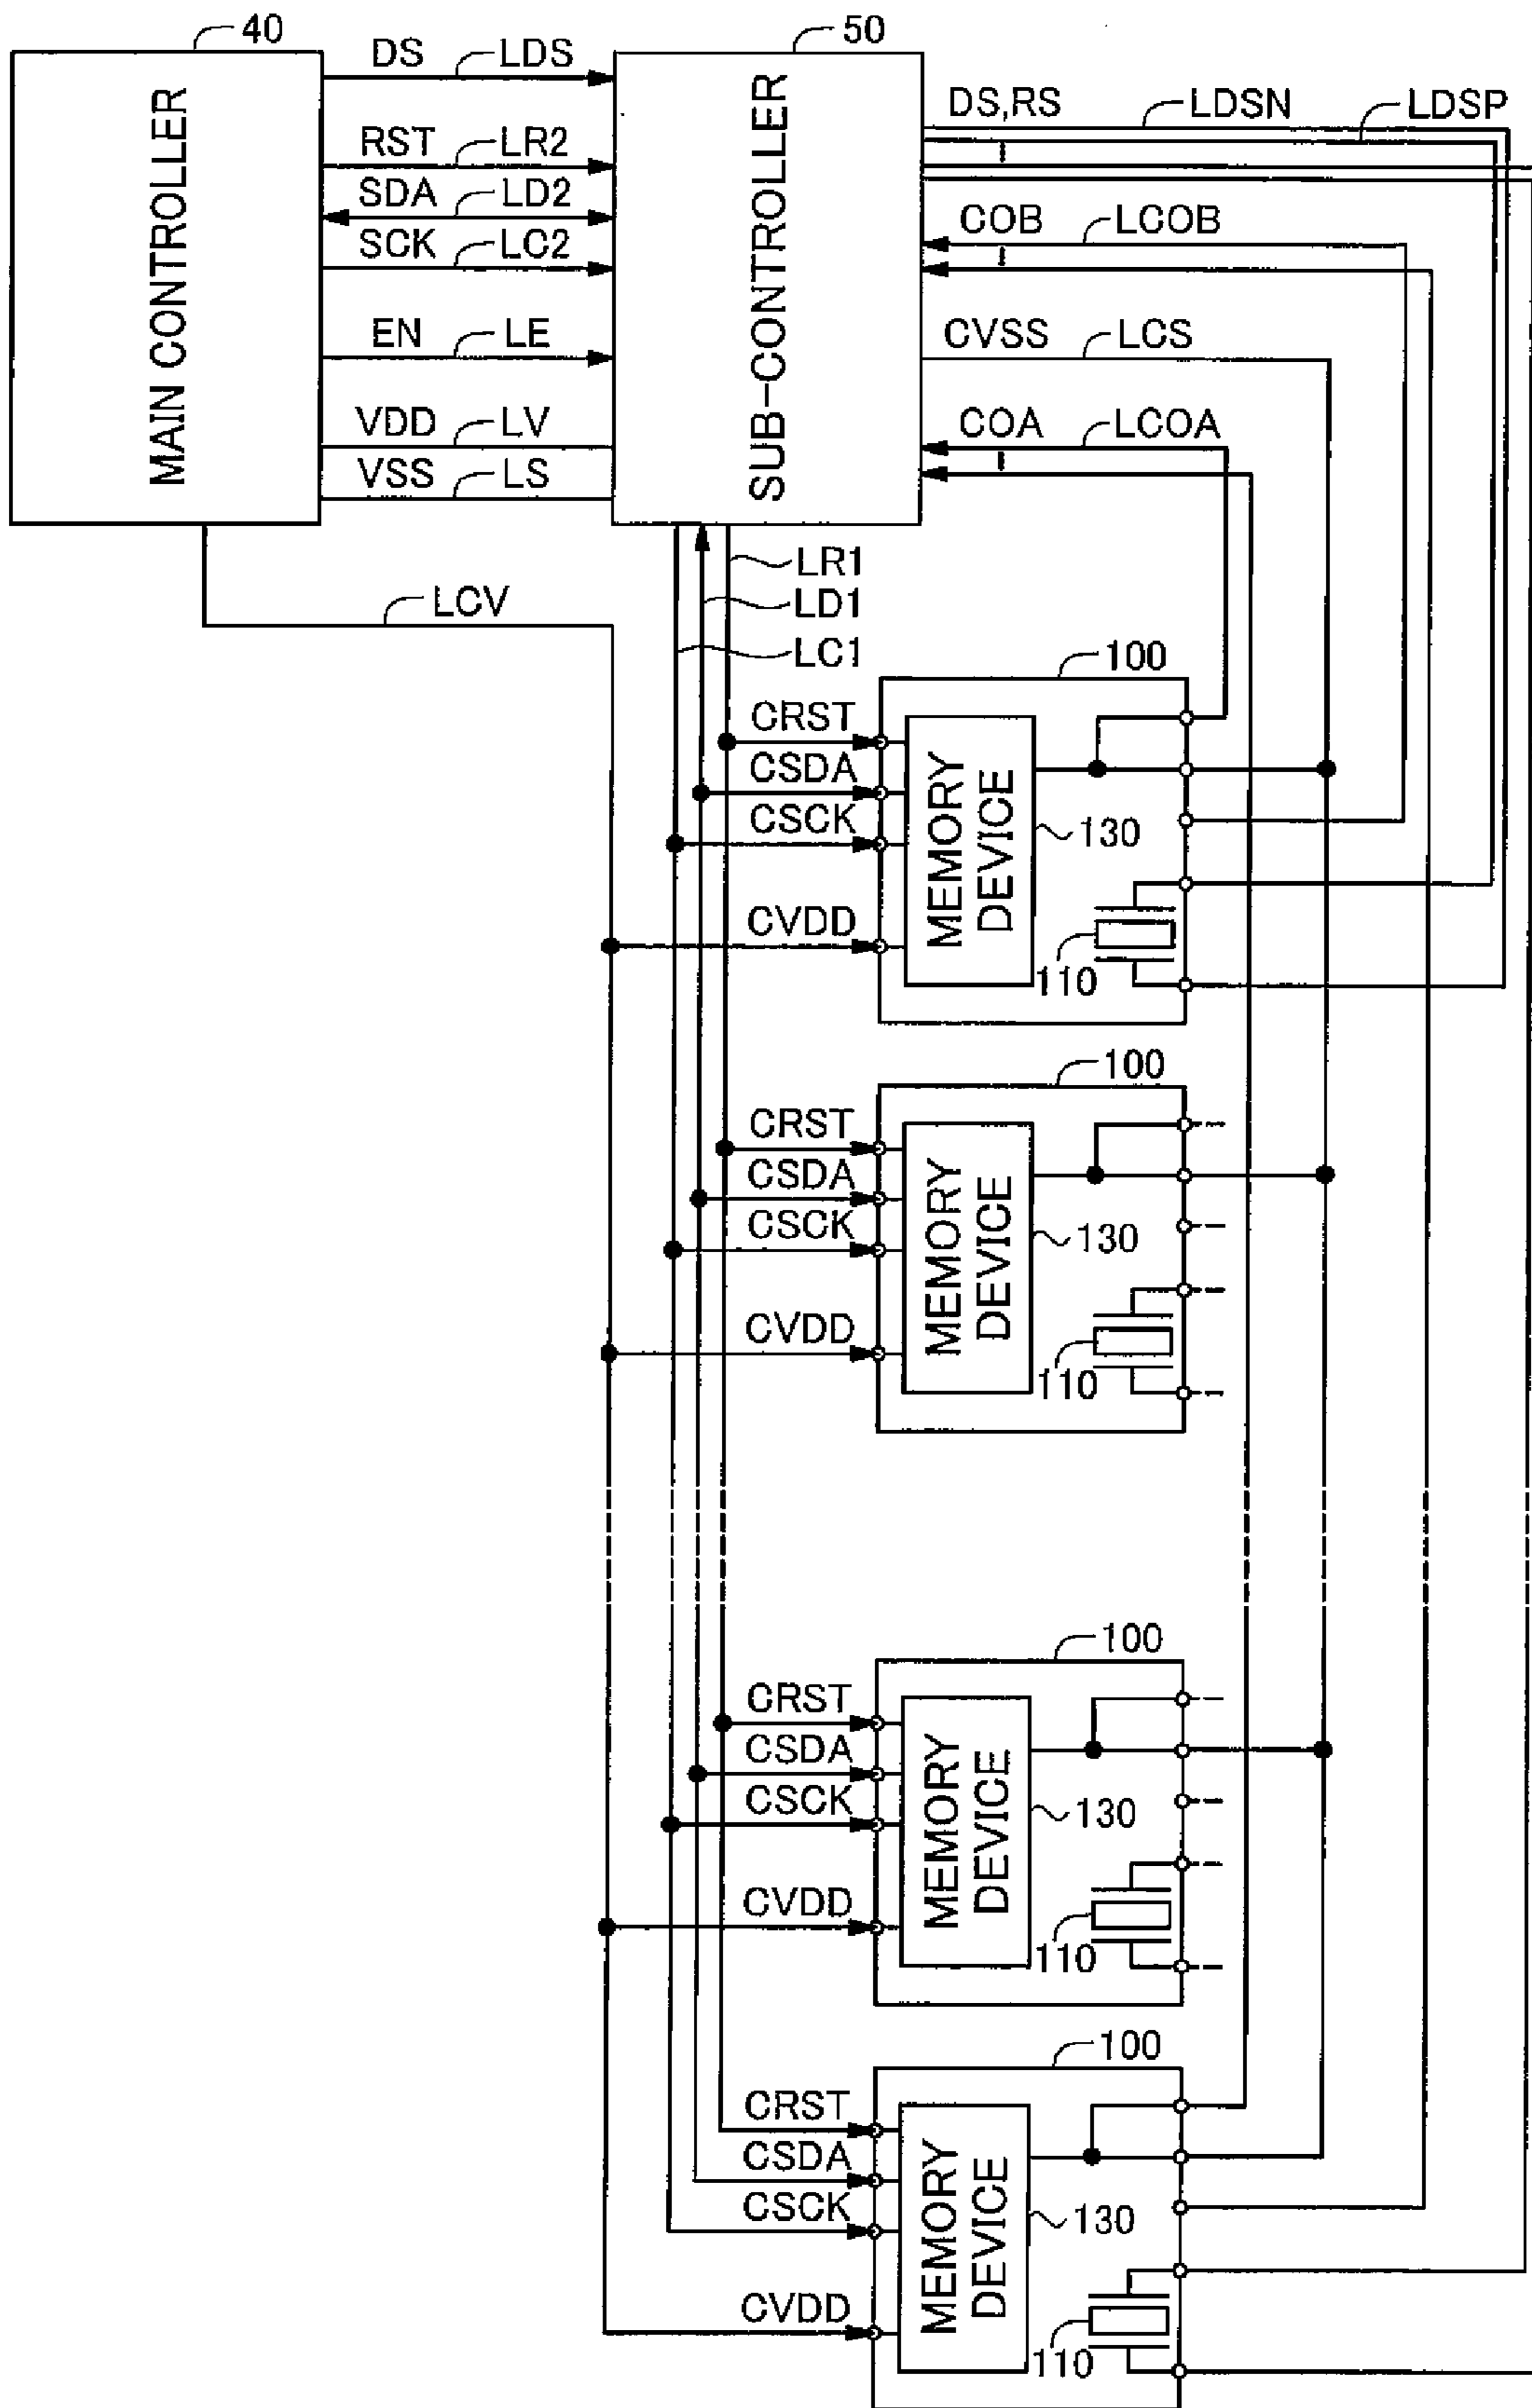 40
50
DS
LDS
RST
LR2
SDA
LD2
SCK
LC2
EN
LE
VDD
LV
VSS
LS
MAIN CONTROLLER
SUB-CONTROLLER
DS,RS
LDSN
LDSP
COB
LCOB
CVSS
LCS
COA
LCOA
LCV
LR1
LD1
LC1
100
CRST
CSDA
CSCK
CVDD
MEMORY
DEVICE
130
110
100
CRST
CSDA
CSCK
CVDD
MEMORY
DEVICE
130
110
100
CRST
CSDA
CSCK
CVDD
MEMORY
DEVICE
130
110
100
CRST
CSDA
CSCK
CVDD
MEMORY
DEVICE
130
110